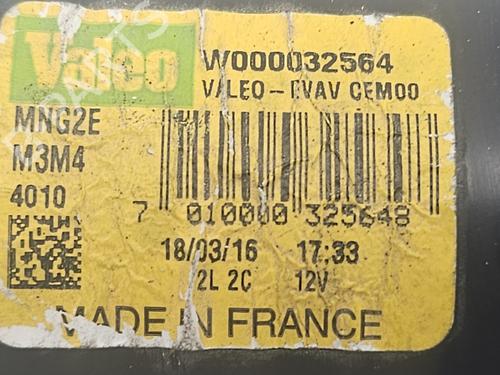 Valeo
W000032564
VALEO-EVAV CEM00
MNG2E
M3M4
4010
7 010000 325648
18/03/16 17:33
2L 2C 12V
MADE IN FRANCE